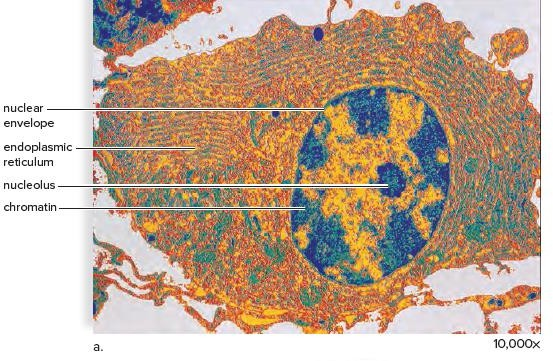 nuclear
envelope
endoplasmic
reticulum
nucleolus
chromatin
a.
10,000×